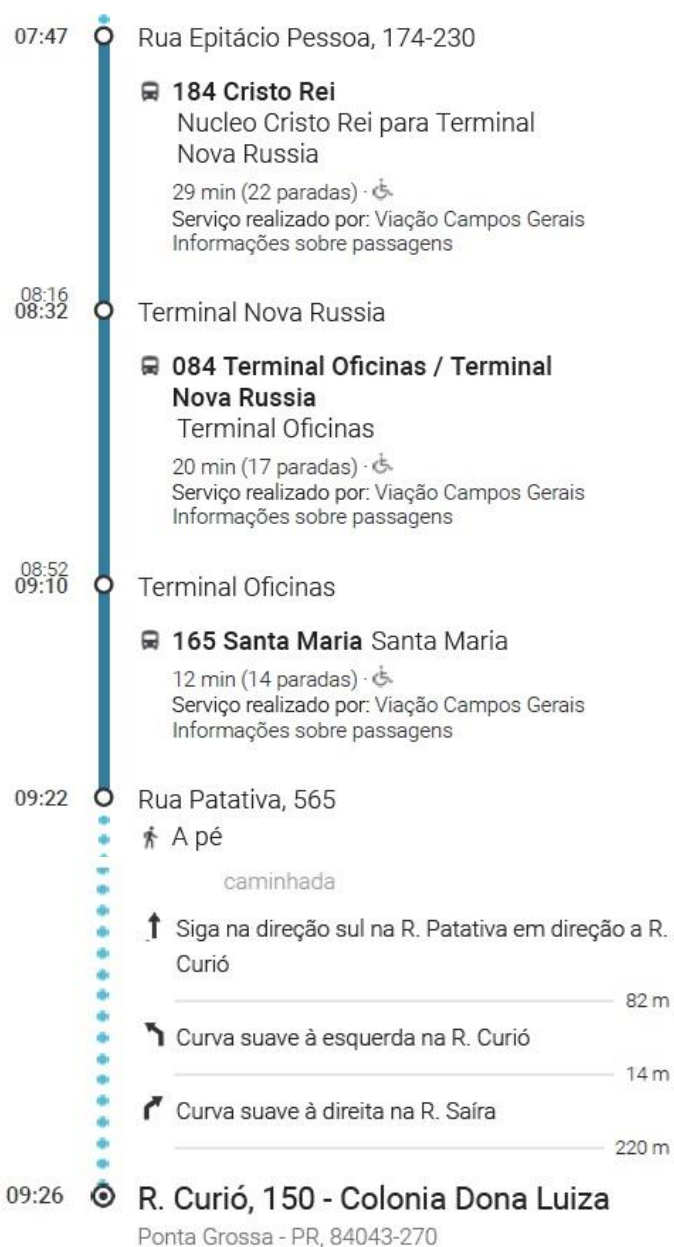 07:47 Rua Epitácio Pessoa, 174-230
184 Cristo Rei
Nucleo Cristo Rei para Terminal
Nova Russia
29 min (22 paradas) ·
Serviço realizado por: Viação Campos Gerais
Informações sobre passagens
08:16
08:32 Terminal Nova Russia
084 Terminal Oficinas / Terminal
Nova Russia
Terminal Oficinas
20 min (17 paradas) ·
Serviço realizado por: Viação Campos Gerais
Informações sobre passagens
08:52
09:10 Terminal Oficinas
165 Santa Maria Santa Maria
12 min (14 paradas) ·
Serviço realizado por: Viação Campos Gerais
Informações sobre passagens
09:22 Rua Patativa, 565
A pé
caminhada
Siga na direção sul na R. Patativa em direção a R.
Curió
82 m
Curva suave à esquerda na R. Curió
14 m
Curva suave à direita na R. Saíra
220 m
09:26 R. Curió, 150 - Colonia Dona Luiza
Ponta Grossa - PR, 84043-270